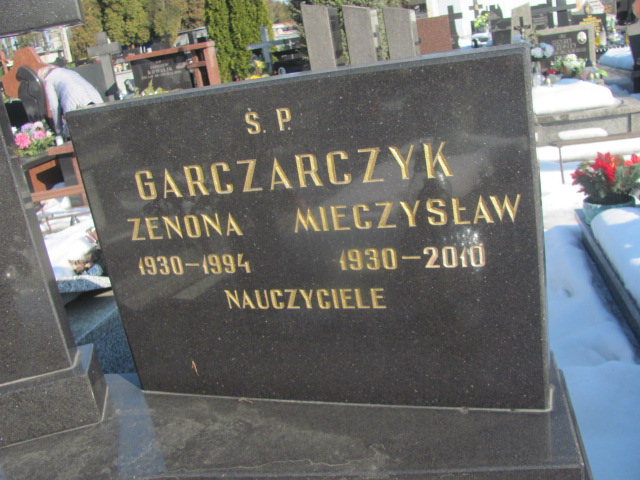 Ś. P.
GARCZARCZYK
ZENONA MIECZYSŁAW
1930-1994 1930-2010
NAUCZYCIELE